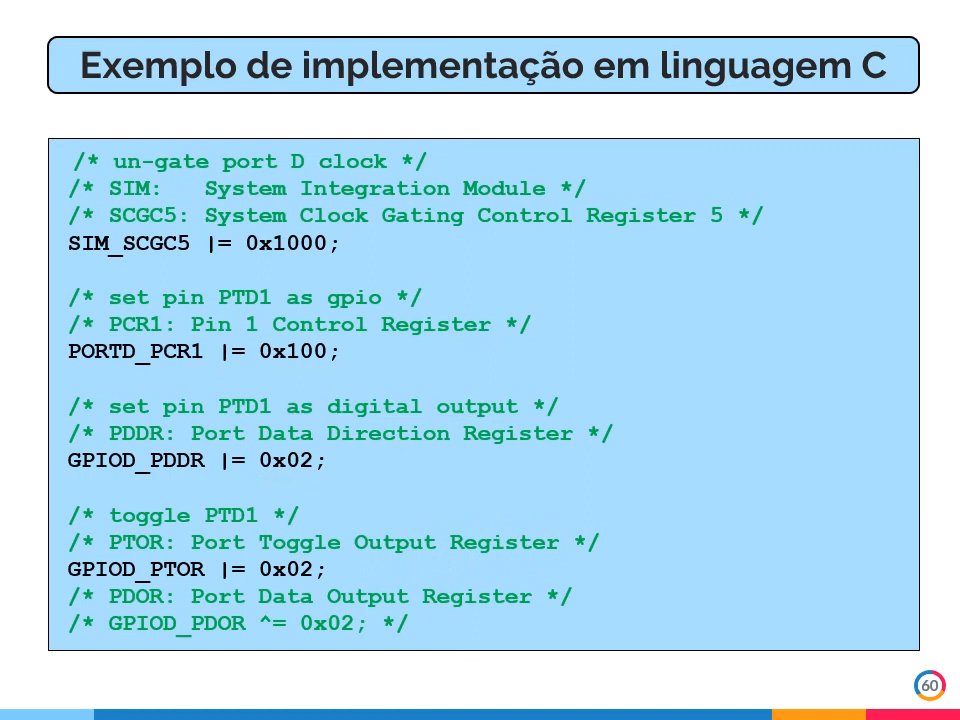 Exemplo de implementação em linguagem C
/* un-gate port D clock */
/* SIM:   System Integration Module */
/* SCGC5: System Clock Gating Control Register 5 */
SIM_SCGC5 |= 0x1000;
/* set pin PTD1 as gpio */
/* PCR1: Pin 1 Control Register */
PORTD_PCR1 |= 0x100;
/* set pin PTD1 as digital output */
/* PDDR: Port Data Direction Register */
GPIOD_PDDR |= 0x02;
/* toggle PTD1 */
/* PTOR: Port Toggle Output Register */
GPIOD_PTOR |= 0x02;
/* PDOR: Port Data Output Register */
/* GPIOD_PDOR ^= 0x02; */
60